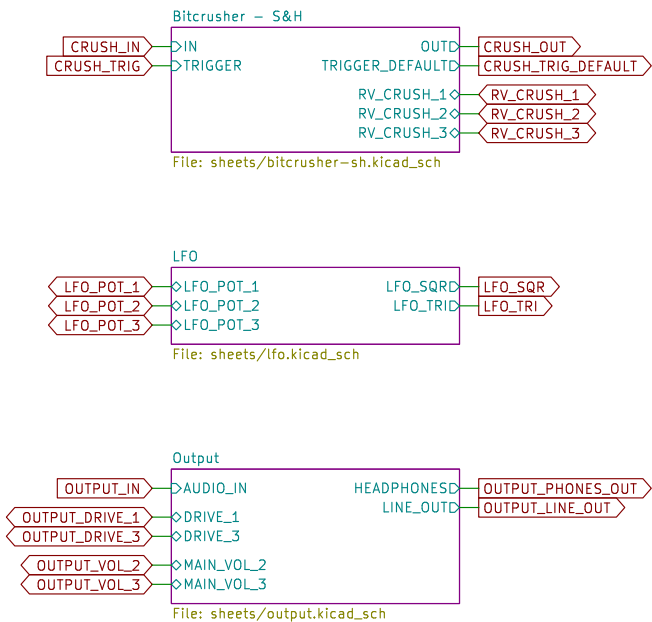 Bitcrusher - S&H
CRUSH_IN IN OUT CRUSH_OUT
CRUSH_TRIG TRIGGER TRIGGER_DEFAULT CRUSH_TRIG_DEFAULT
RV_CRUSH_1 RV_CRUSH_1
RV_CRUSH_2 RV_CRUSH_2
RV_CRUSH_3 RV_CRUSH_3
File: sheets/bitcrusher-sh.kicad_sch
LFO
LFO_POT_1 LFO_POT_1 LFO_SQR LFO_SQR
LFO_POT_2 LFO_POT_2 LFO_TRI LFO_TRI
LFO_POT_3 LFO_POT_3
File: sheets/lfo.kicad_sch
Output
OUTPUT_IN AUDIO_IN HEADPHONES OUTPUT_PHONES_OUT
LINE_OUT OUTPUT_LINE_OUT
OUTPUT_DRIVE_1 DRIVE_1
OUTPUT_DRIVE_3 DRIVE_3
OUTPUT_VOL_2 MAIN_VOL_2
OUTPUT_VOL_3 MAIN_VOL_3
File: sheets/output.kicad_sch